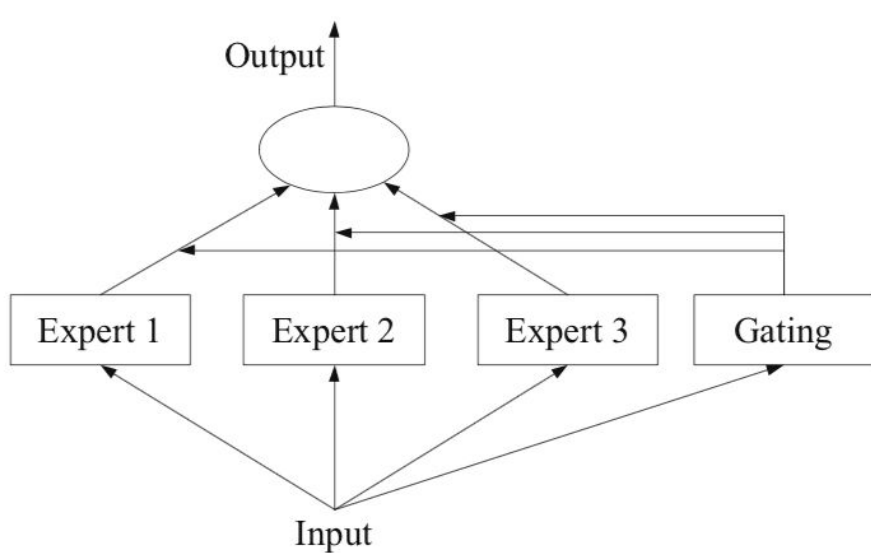 Output
Expert 1
Expert 2
Expert 3
Gating
Input